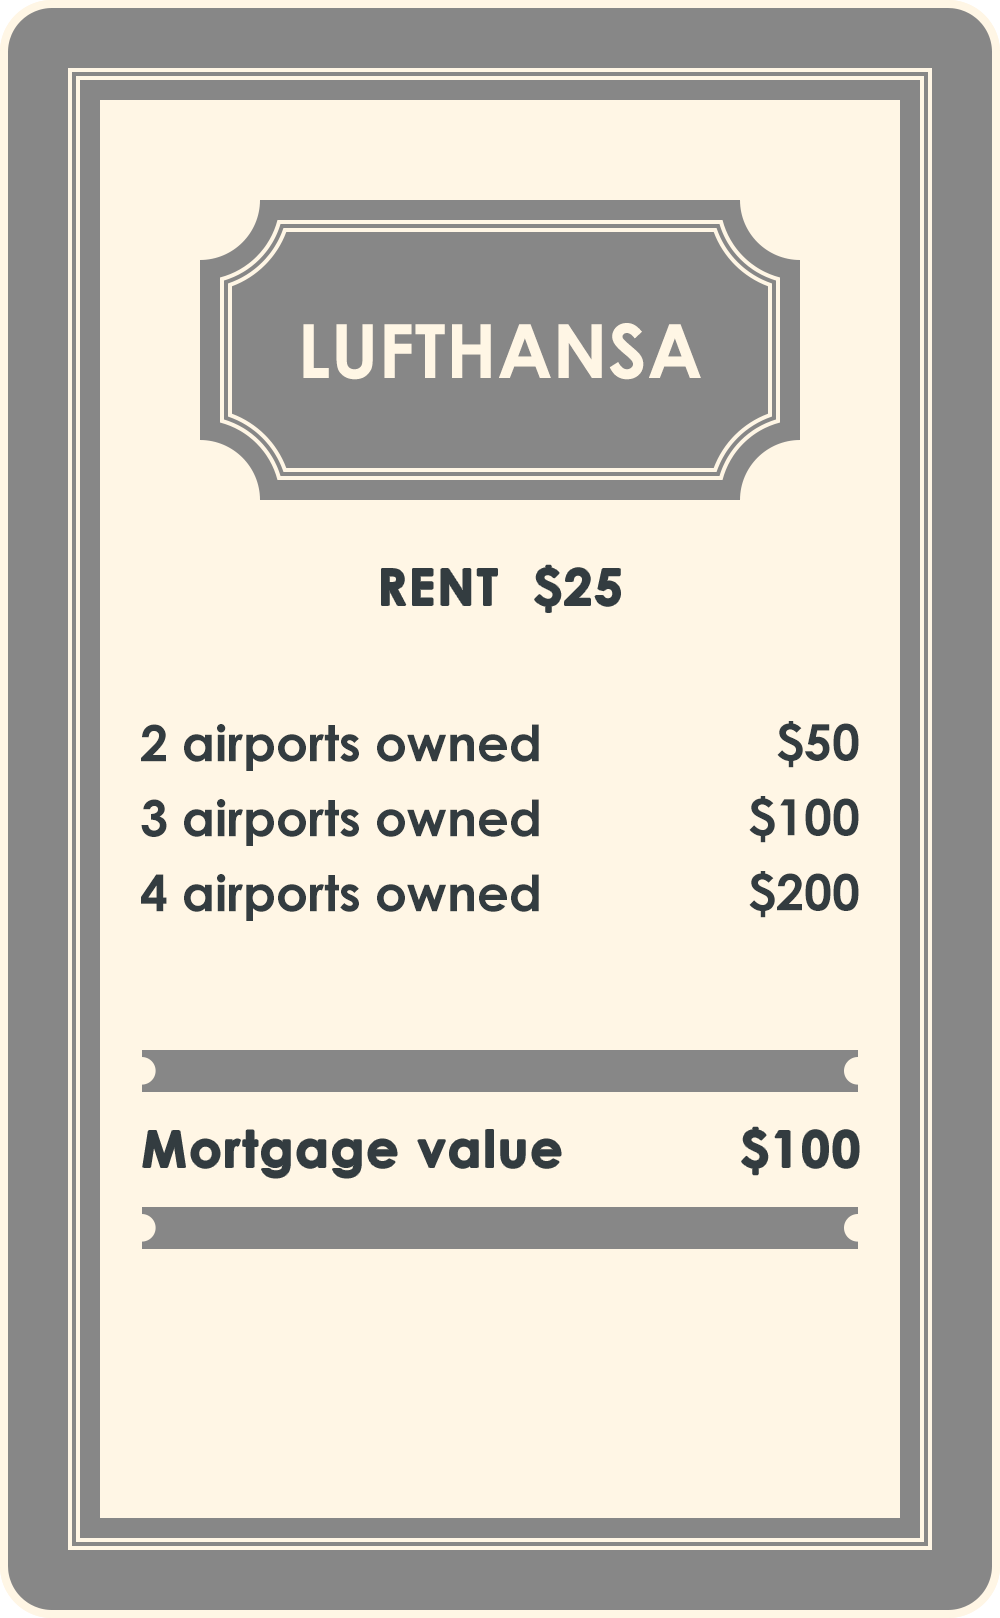 LUFTHANSA
RENT $25
2 airports owned $50
3 airports owned $100
4 airports owned $200
Mortgage value $100